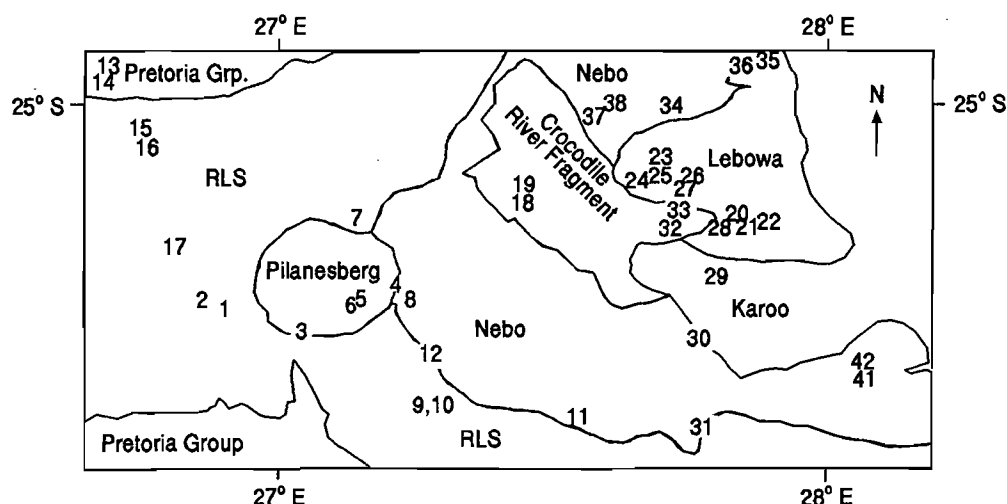 27° E 28° E
13 Pretoria Grp.
14
25° S
15
16
RLS
17
2 1
Pilanesberg
7
4
6 5 8
3
12
9,10
11
Nebo
RLS
Pretoria Group
Nebo
36 35
38
37
34
Crocodile
River Fragment
19
18
23
Lebowa
24 25 26
27
33
32
20
28 21 22
29
Karoo
30
31
42
41
N
25° S
27° E 28° E